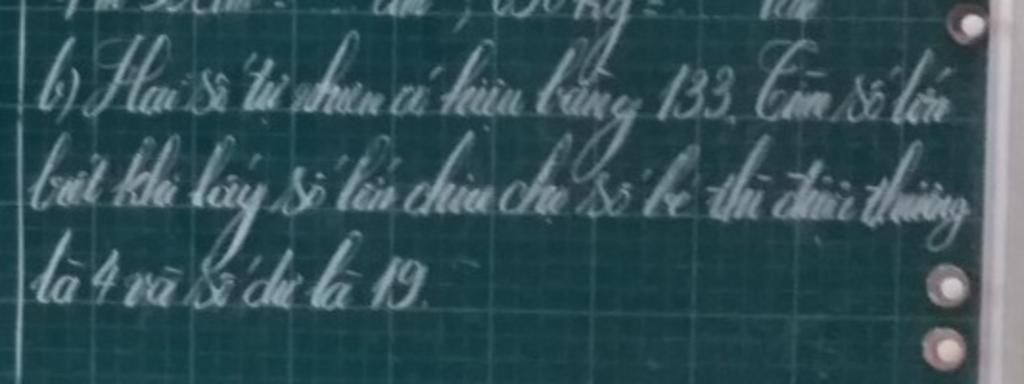 b) Hai số tự nhiên có hiệu bằng 133. Tìm số lớn
biết khi lấy số lớn chia cho số bé thì được thương
là 4 và số dư là 19.